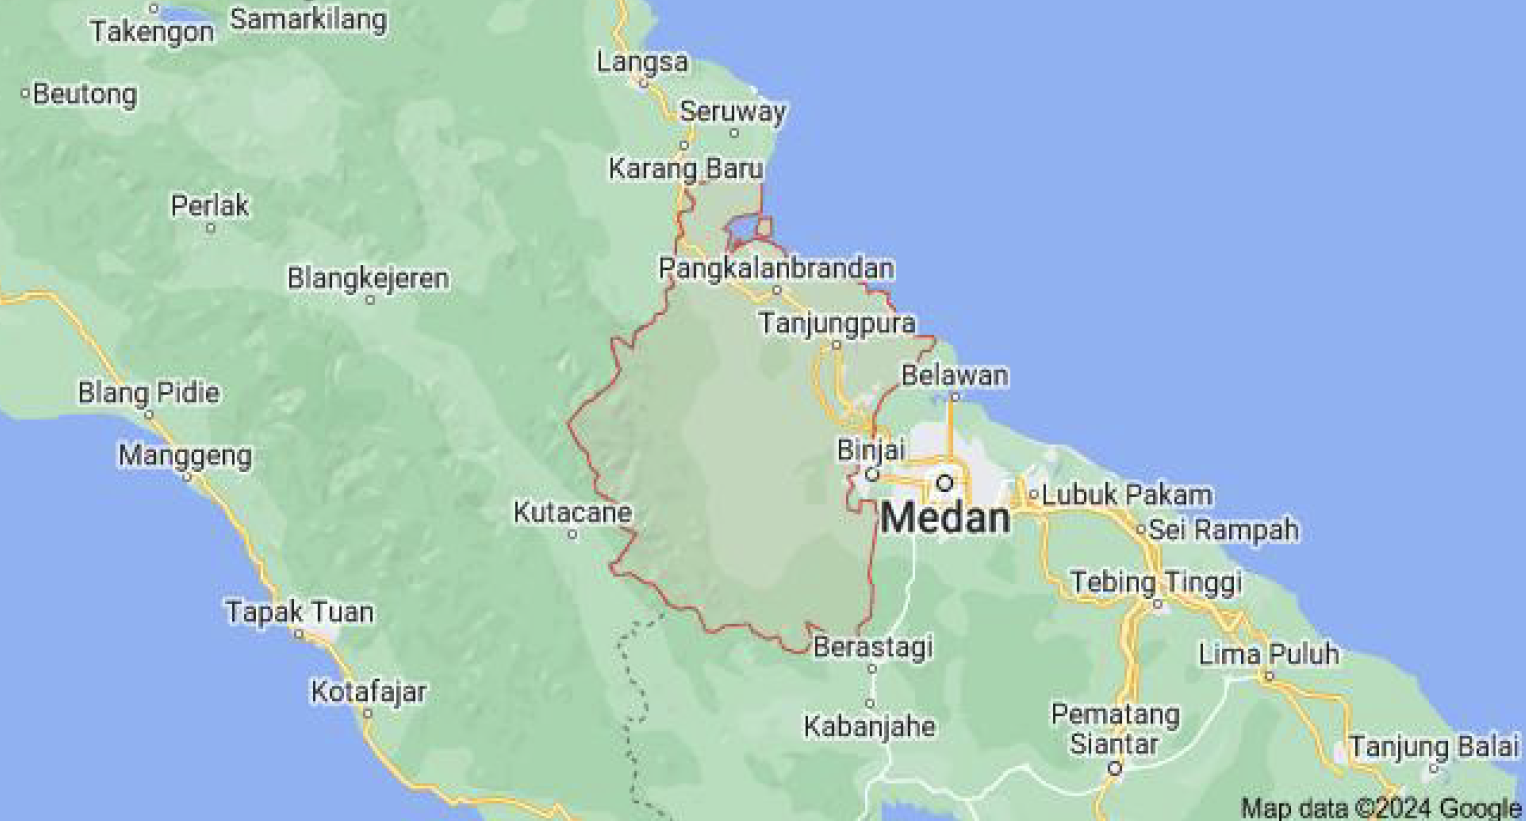 Samarkilang
Takengon
Langsa
Beutong
Seruway
Karang Baru
Perlak
Pangkalanbrandan
Blangkejeren
Tanjungpura
Belawan
Blang Pidie
Binjai
Manggeng
Lubuk Pakam
Kutacane
Medan
Sei Rampah
Tebing Tinggi
Tapak Tuan
Berastagi
Lima Puluh
Kotafajar
Pematang
Siantar
Kabanjahe
Tanjung Balai
Map data ©2024 Google